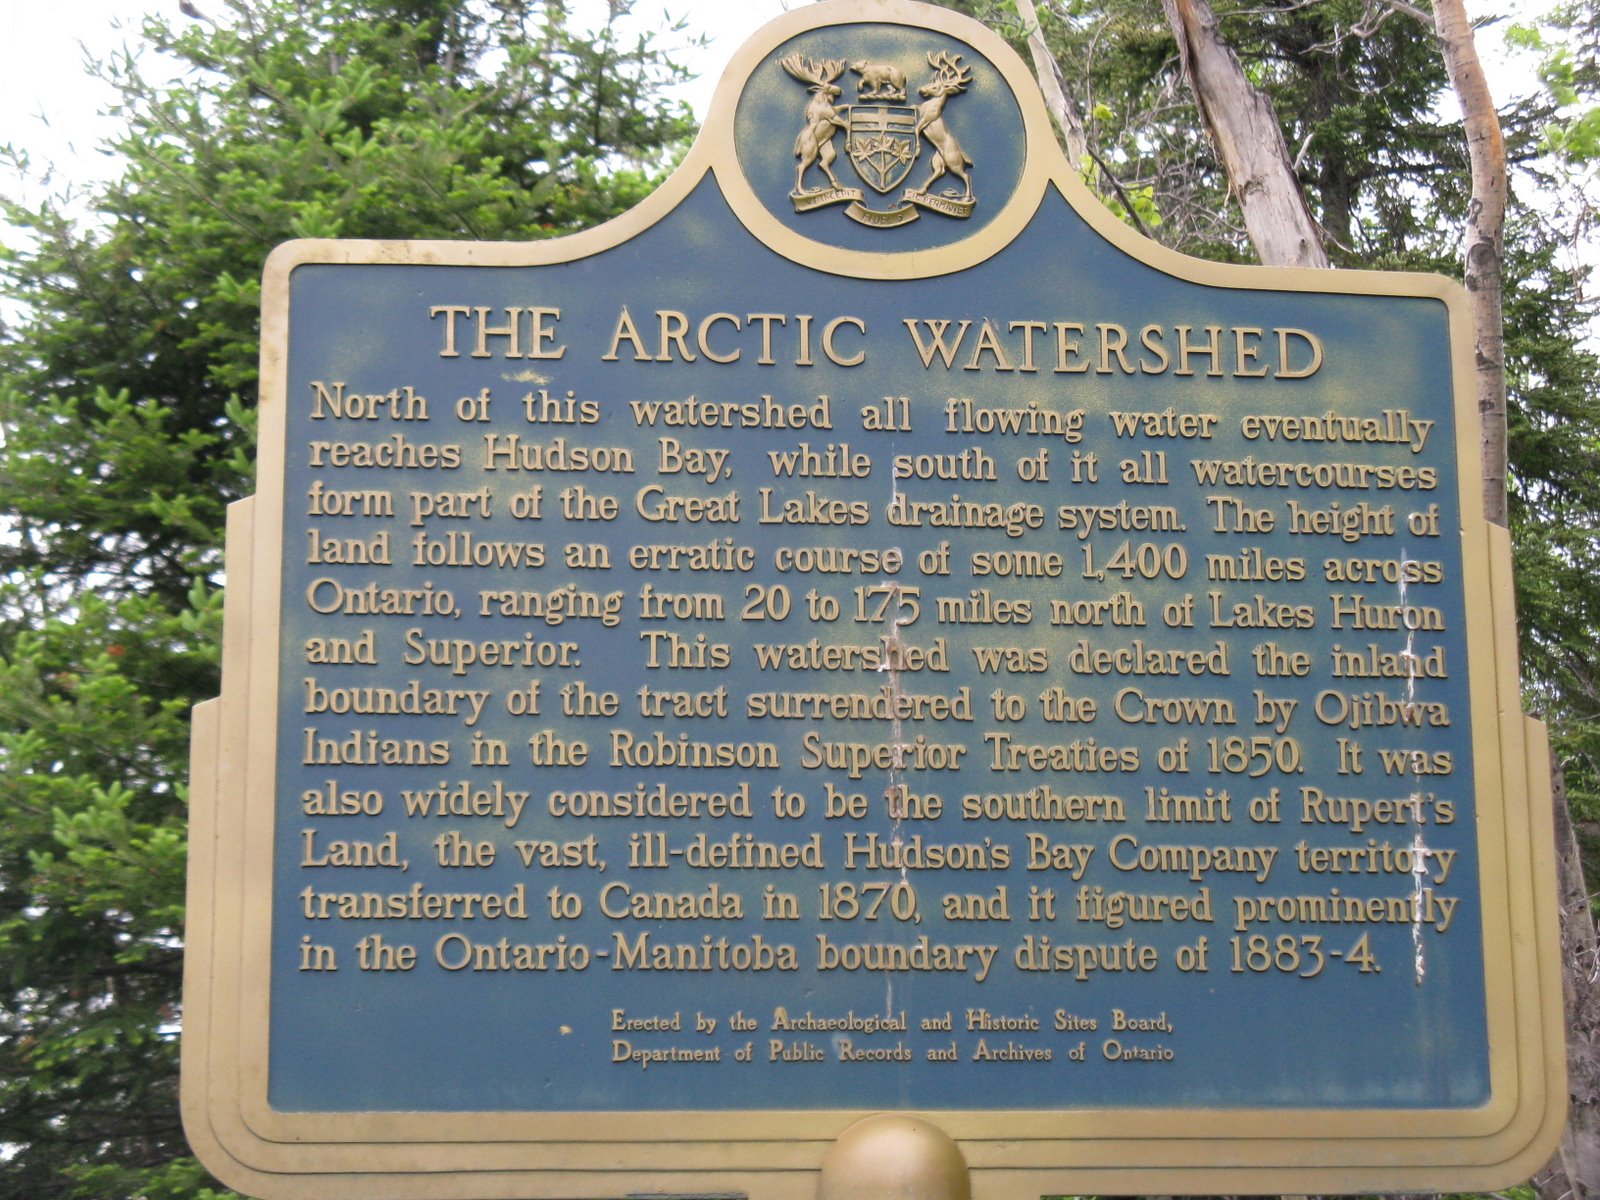 UT INCEPIT
FIDELIS
SIC PERMANET
THE ARCTIC WATERSHED
North of this watershed all flowing water eventually
reaches Hudson Bay, while south of it all watercourses
form part of the Great Lakes drainage system. The height of
land follows an erratic course of some 1,400 miles across
Ontario, ranging from 20 to 175 miles north of Lakes Huron
and Superior. This watershed was declared the inland
boundary of the tract surrendered to the Crown by Ojibwa
Indians in the Robinson Superior Treaties of 1850. It was
also widely considered to be the southern limit of Rupert's
Land, the vast, ill-defined Hudson's Bay Company territory
transferred to Canada in 1870, and it figured prominently
in the Ontario-Manitoba boundary dispute of 1883-4.
Erected by the Archaeological and Historic Sites Board,
Department of Public Records and Archives of Ontario